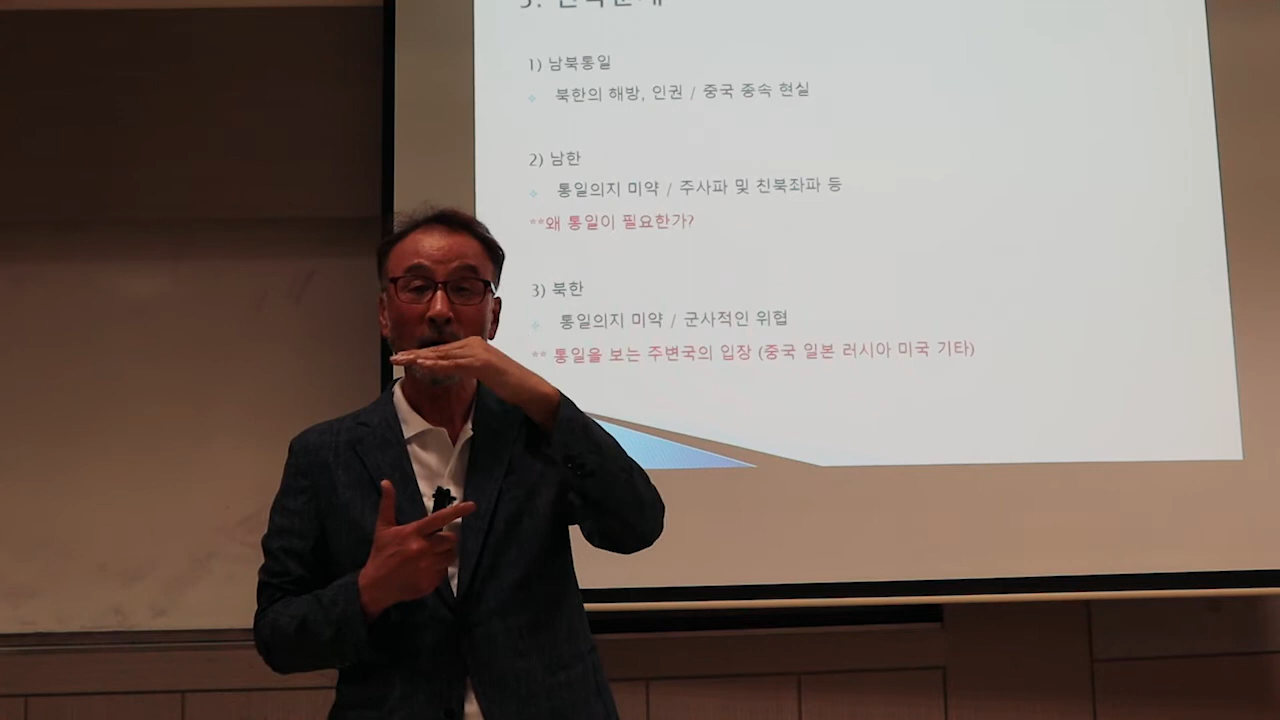 1) 남북통일
북한의 해방, 인권 / 중국 종속 현실
2) 남한
통일의지 미약 / 주사파 및 친북좌파 등
**왜 통일이 필요한가?
3) 북한
통일의지 미약 / 군사적인 위협
** 통일을 보는 주변국의 입장 (중국 일본 러시아 미국 기타)